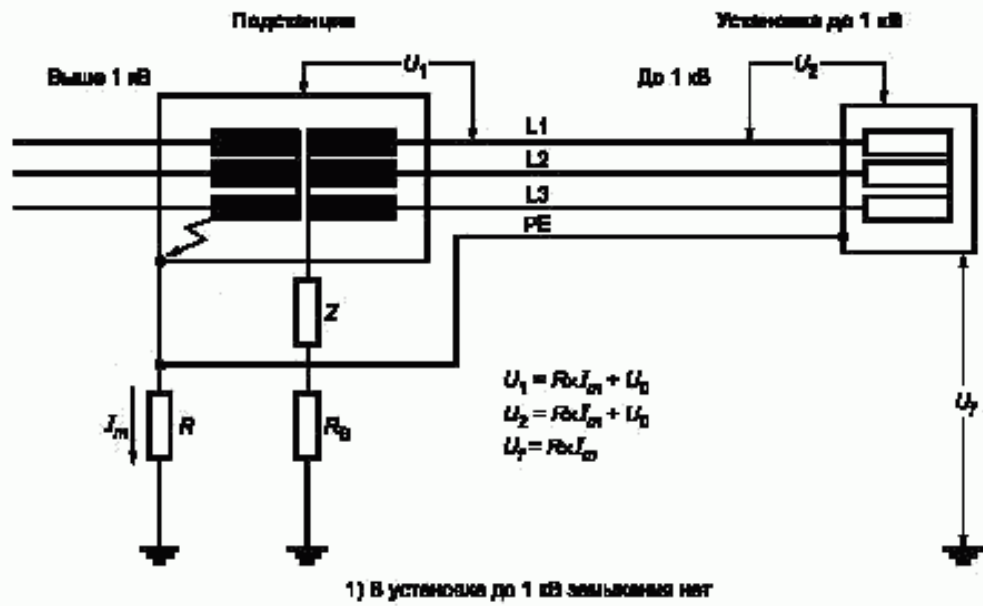 Подстанция
Установка до 1 кВ
Выше 1 кВ
U1
До 1 кВ
U2
L1
L2
L3
PE
Z
U1 = R×Im + U0
U2 = R×Im + U0
Uf = R×Im
Im
R
RB
Uf
1) В установке до 1 кВ замыкания нет